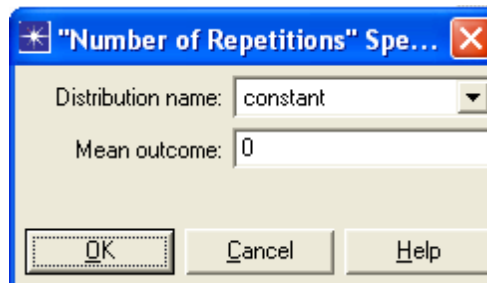 "Number of Repetitions" Spe...
Distribution name: constant
Mean outcome: 0
OK Cancel Help